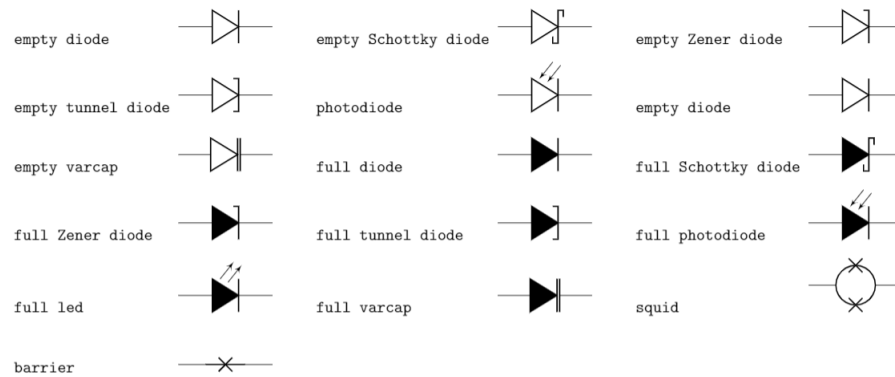 empty diode
empty Schottky diode
empty Zener diode
empty tunnel diode
photodiode
empty diode
empty varcap
full diode
full Schottky diode
full Zener diode
full tunnel diode
full photodiode
full led
full varcap
squid
barrier